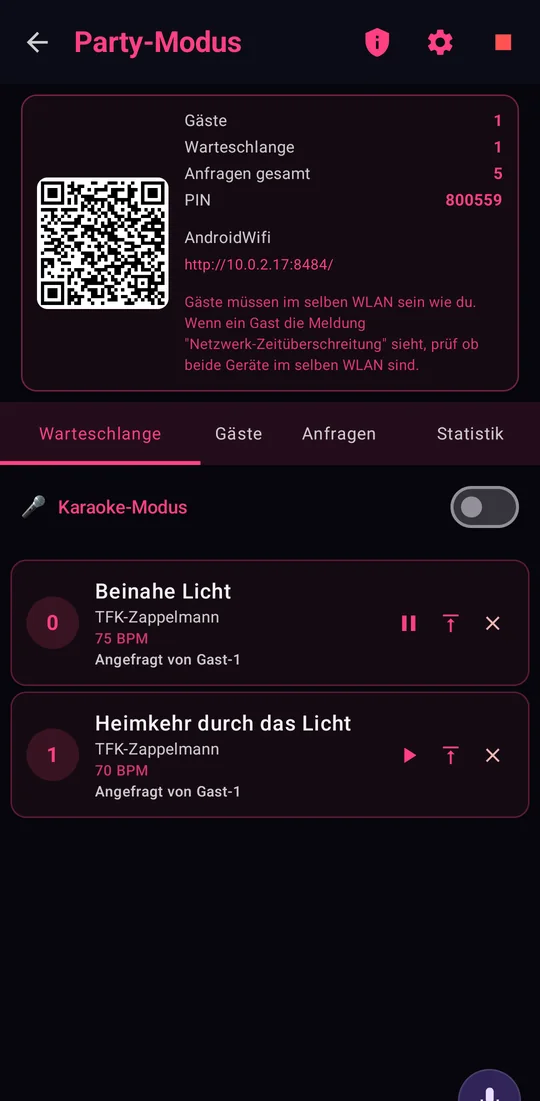 Party-Modus
Gäste 1
Warteschlange 1
Anfragen gesamt 5
PIN 800559
AndroidWifi
http://10.0.2.17:8484/
Gäste müssen im selben WLAN sein wie du.
Wenn ein Gast die Meldung
"Netzwerk-Zeitüberschreitung" sieht, prüf ob
beide Geräte im selben WLAN sind.
Warteschlange Gäste Anfragen Statistik
Karaoke-Modus
0
Beinahe Licht
TFK-Zappelmann
75 BPM
Angefragt von Gast-1
1
Heimkehr durch das Licht
TFK-Zappelmann
70 BPM
Angefragt von Gast-1